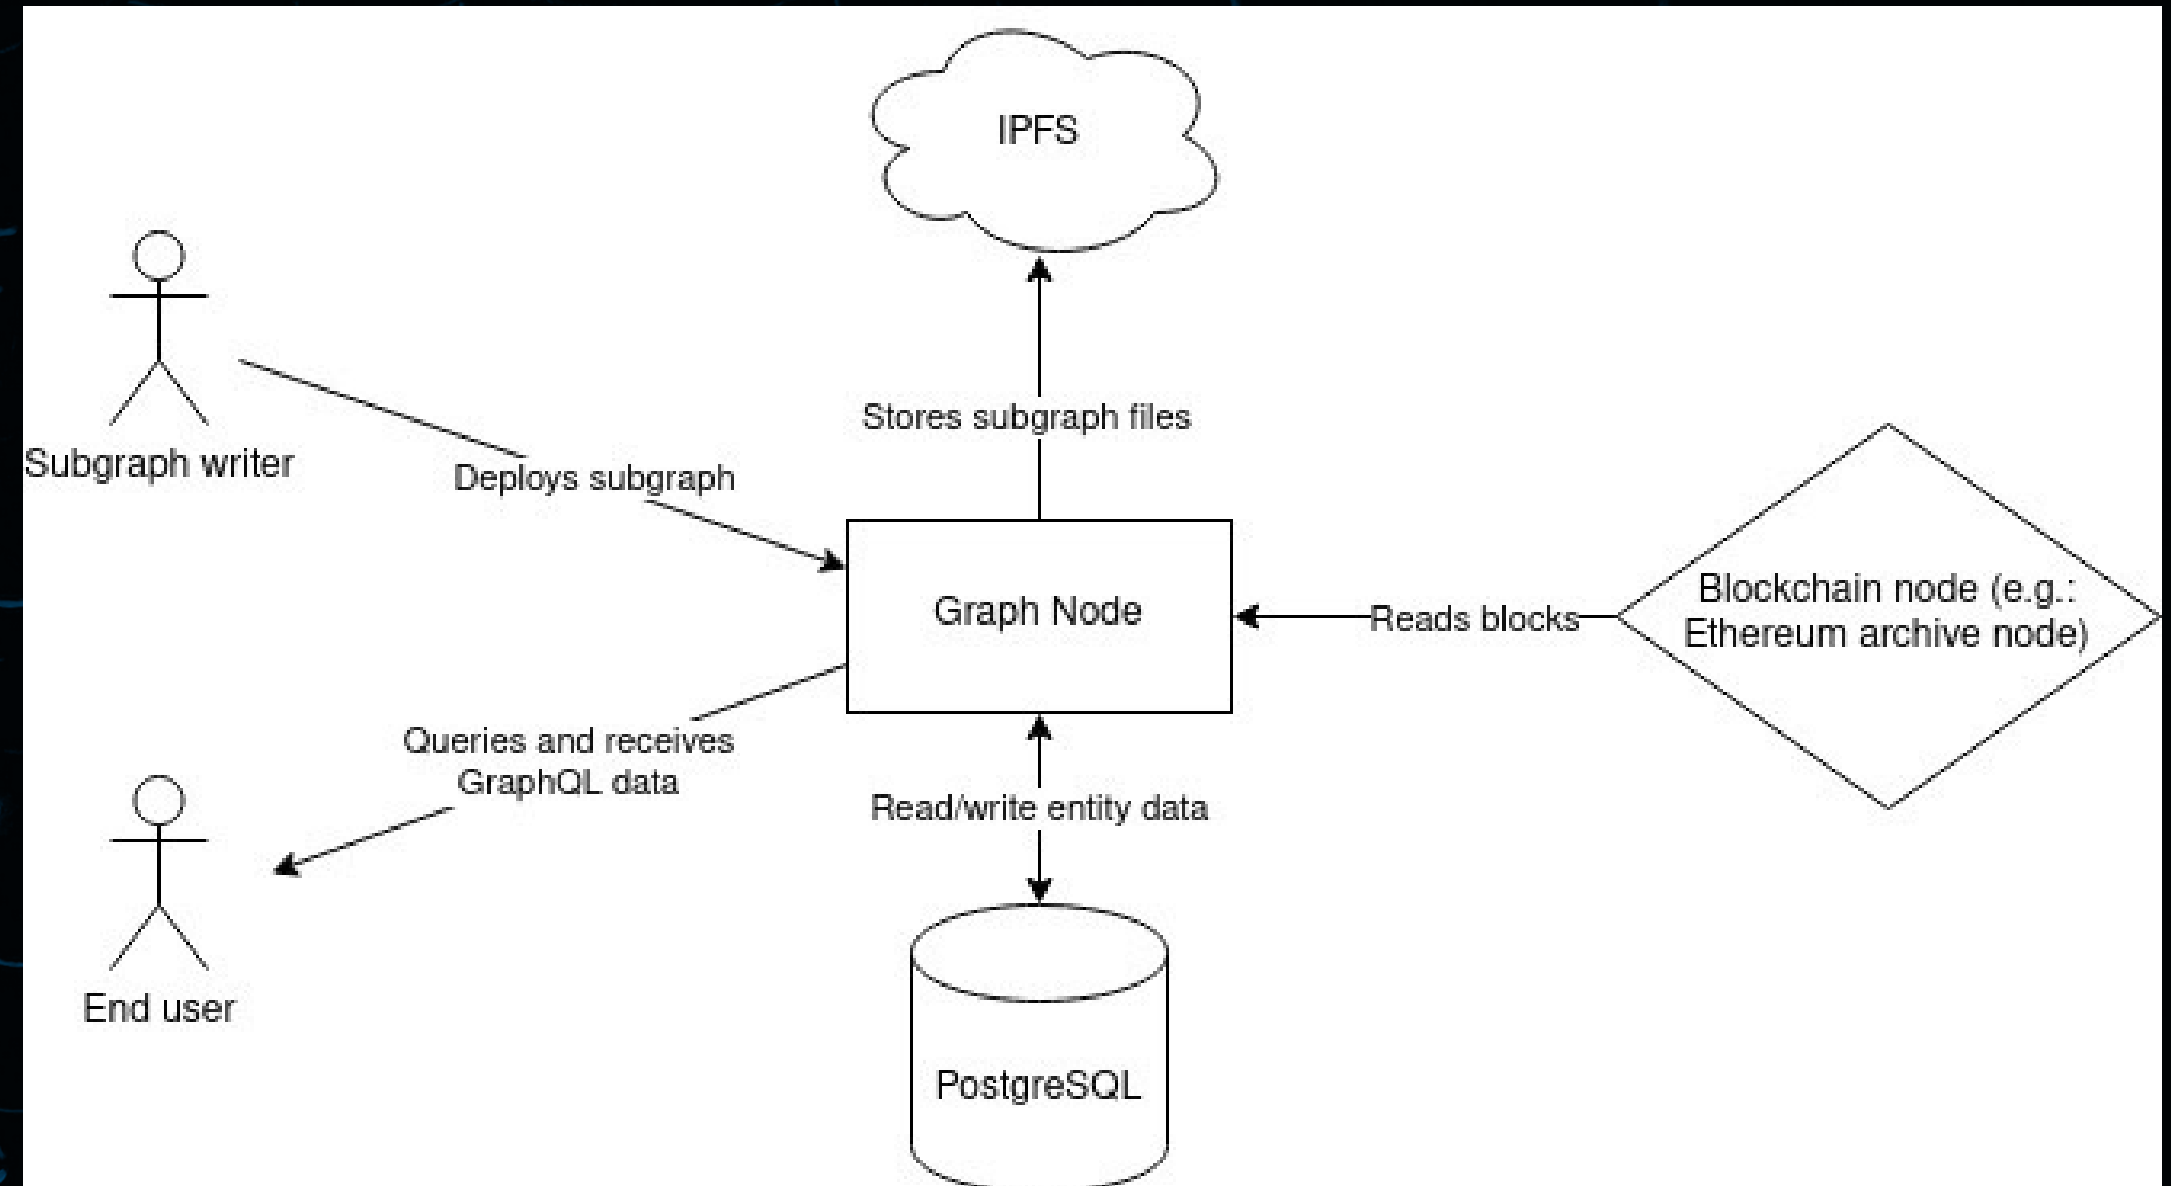 IPFS
Stores subgraph files
Subgraph writer
Deploys subgraph
Graph Node
Reads blocks
Blockchain node (e.g.:
Ethereum archive node)
Queries and receives
GraphQL data
Read/write entity data
End user
PostgreSQL